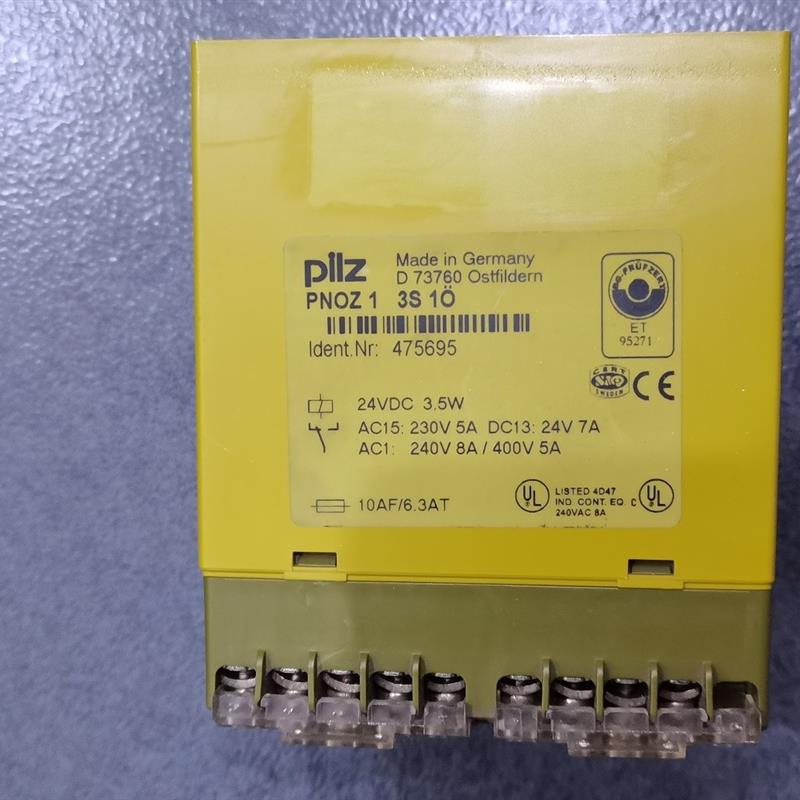 pilz
Made in Germany
D 73760 Ostfildern
PNOZ 1 3S 1Ö
Ident.Nr: 475695
BG-PRÜFZERT
ET
95271
CERT
SAQ
SWEDEN
CE
24VDC 3.5W
AC15: 230V 5A DC13: 24V 7A
AC1: 240V 8A / 400V 5A
10AF/6.3AT
UL
LISTED 4D47
IND. CONT. EQ.
240VAC 8A
C UL